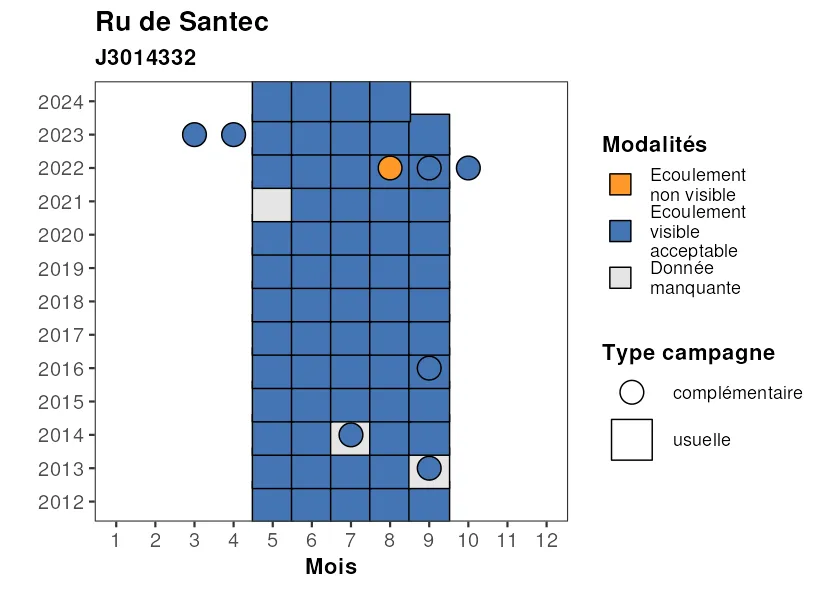 Ru de Santec
J3014332
2024
2023
2022
2021
2020
2019
2018
2017
2016
2015
2014
2013
2012
1 2 3 4 5 6 7 8 9 10 11 12
Mois
Modalités
Ecoulement
non visible
Ecoulement
visible
acceptable
Donnée
manquante
Type campagne
complémentaire
usuelle